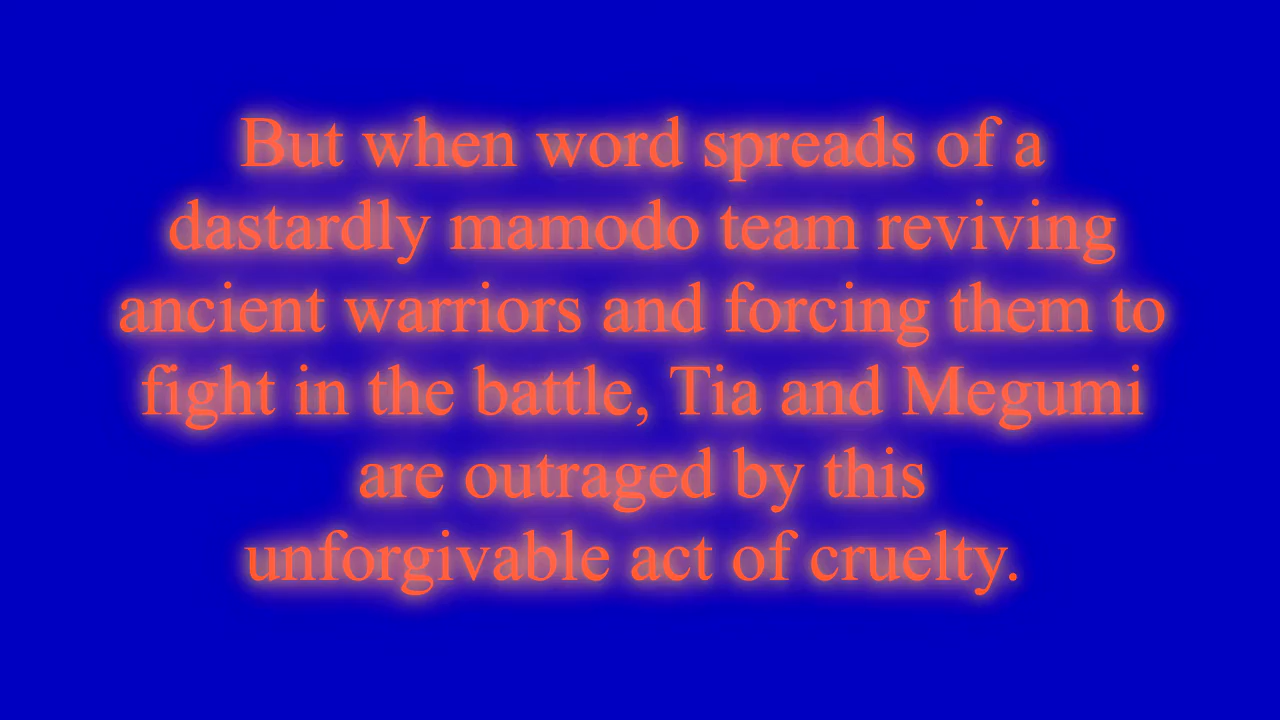 But when word spreads of a
dastardly mamodo team reviving
ancient warriors and forcing them to
fight in the battle, Tia and Megumi
are outraged by this
unforgivable act of cruelty.